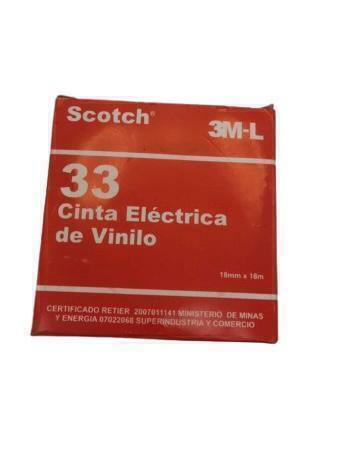 Scotch®
3M-L
33
Cinta Eléctrica
de Vinilo
18mm x 18m
CERTIFICADO RETIER 2007011141 MINISTERIO DE MINAS
Y ENERGIA 07022068 SUPERINDUSTRIA Y COMERCIO